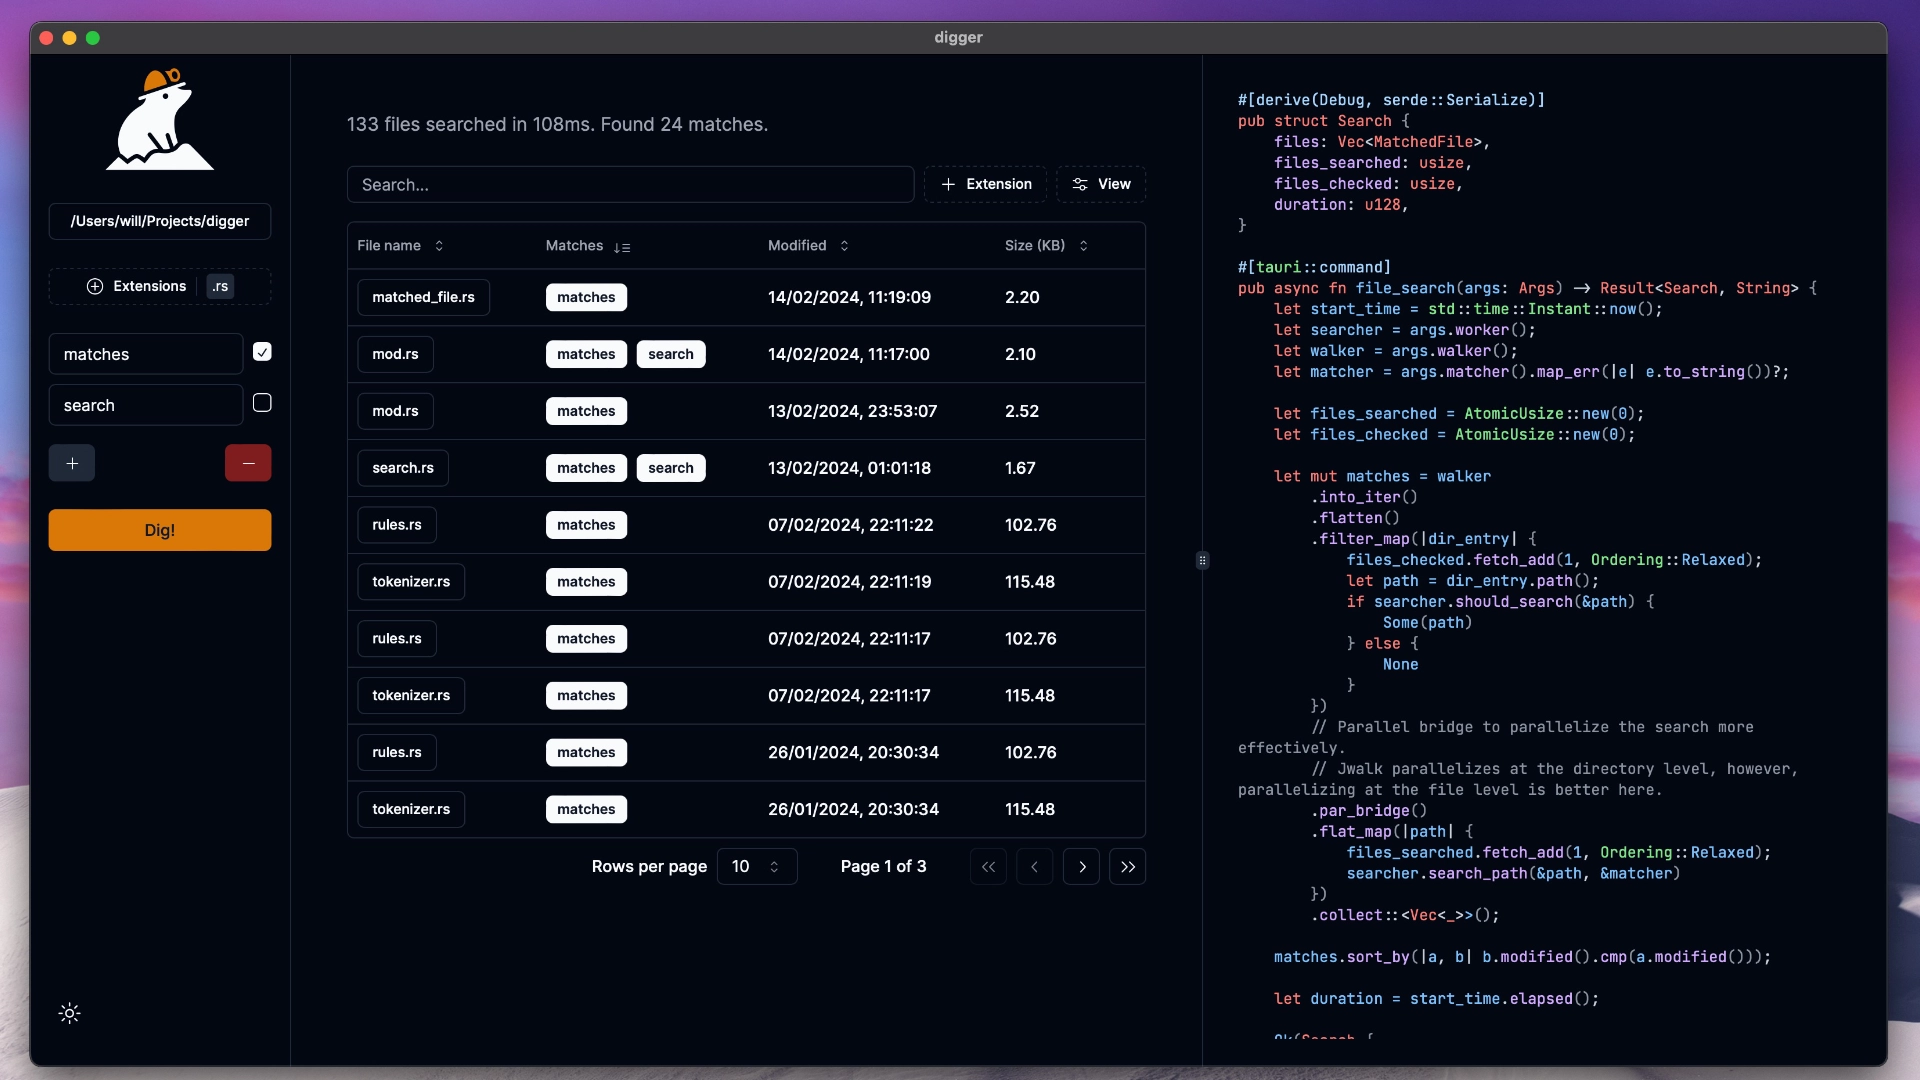 digger
/Users/will/Projects/digger
Extensions .rs
matches
search
Dig!
133 files searched in 108ms. Found 24 matches.
Search...
Extension
View
File name Matches Modified Size (KB)
matched_file.rs matches 14/02/2024, 11:19:09 2.20
mod.rs matches search 14/02/2024, 11:17:00 2.10
mod.rs matches 13/02/2024, 23:53:07 2.52
search.rs matches search 13/02/2024, 01:01:18 1.67
rules.rs matches 07/02/2024, 22:11:22 102.76
tokenizer.rs matches 07/02/2024, 22:11:19 115.48
rules.rs matches 07/02/2024, 22:11:17 102.76
tokenizer.rs matches 07/02/2024, 22:11:17 115.48
rules.rs matches 26/01/2024, 20:30:34 102.76
tokenizer.rs matches 26/01/2024, 20:30:34 115.48
Rows per page 10 Page 1 of 3
#[derive(Debug, serde::Serialize)]
pub struct Search {
    files: Vec<MatchedFile>,
    files_searched: usize,
    files_checked: usize,
    duration: u128,
}
#[tauri::command]
pub async fn file_search(args: Args) -> Result<Search, String> {
    let start_time = std::time::Instant::now();
    let searcher = args.worker();
    let walker = args.walker();
    let matcher = args.matcher().map_err(|e| e.to_string())?;
    let files_searched = AtomicUsize::new(0);
    let files_checked = AtomicUsize::new(0);
    let mut matches = walker
        .into_iter()
        .flatten()
        .filter_map(|dir_entry| {
            files_checked.fetch_add(1, Ordering::Relaxed);
            let path = dir_entry.path();
            if searcher.should_search(&path) {
                Some(path)
            } else {
                None
            }
        })
        // Parallel bridge to parallelize the search more
effectively.
        // Jwalk parallelizes at the directory level, however,
parallelizing at the file level is better here.
        .par_bridge()
        .flat_map(|path| {
            files_searched.fetch_add(1, Ordering::Relaxed);
            searcher.search_path(&path, &matcher)
        })
        .collect::<Vec<_>>();
    matches.sort_by(|a, b| b.modified().cmp(a.modified()));
    let duration = start_time.elapsed();
    Ok(Search {